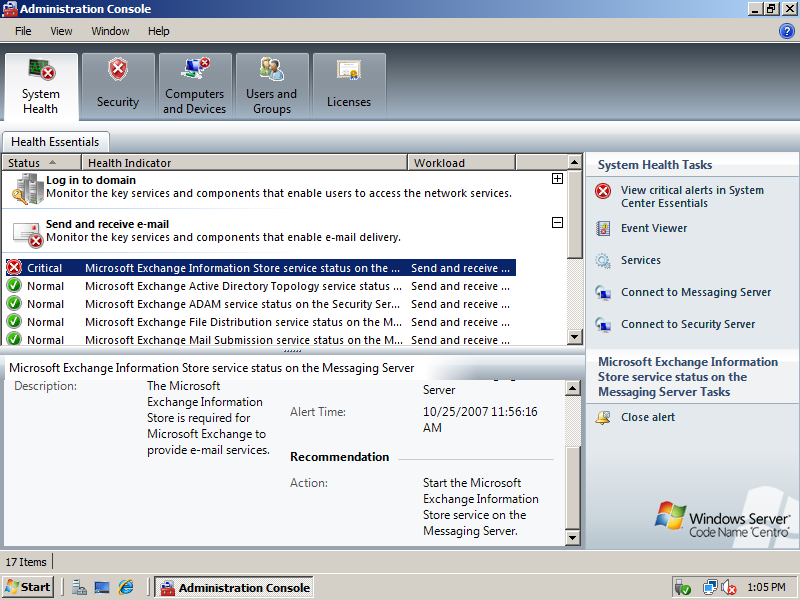 Administration Console
File View Window Help
System Health
Security
Computers and Devices
Users and Groups
Licenses
Health Essentials
Status Health Indicator Workload
Log in to domain
Monitor the key services and components that enable users to access the network services.
Send and receive e-mail
Monitor the key services and components that enable e-mail delivery.
Critical Microsoft Exchange Information Store service status on the ... Send and receive ...
Normal Microsoft Exchange Active Directory Topology service status ... Send and receive ...
Normal Microsoft Exchange ADAM service status on the Security Ser... Send and receive ...
Normal Microsoft Exchange File Distribution service status on the M... Send and receive ...
Normal Microsoft Exchange Mail Submission service status on the M... Send and receive ...
Microsoft Exchange Information Store service status on the Messaging Server
Description:
The Microsoft
Exchange Information
Store is required for
Microsoft Exchange to
provide e-mail services.
Server
Alert Time: 10/25/2007 11:56:16
AM
Recommendation
Action: Start the Microsoft
Exchange Information
Store service on the
Messaging Server.
System Health Tasks
View critical alerts in System
Center Essentials
Event Viewer
Services
Connect to Messaging Server
Connect to Security Server
Microsoft Exchange Information
Store service status on the
Messaging Server Tasks
Close alert
Windows Server
Code Name "Centro"
17 Items
Start Administration Console 1:05 PM